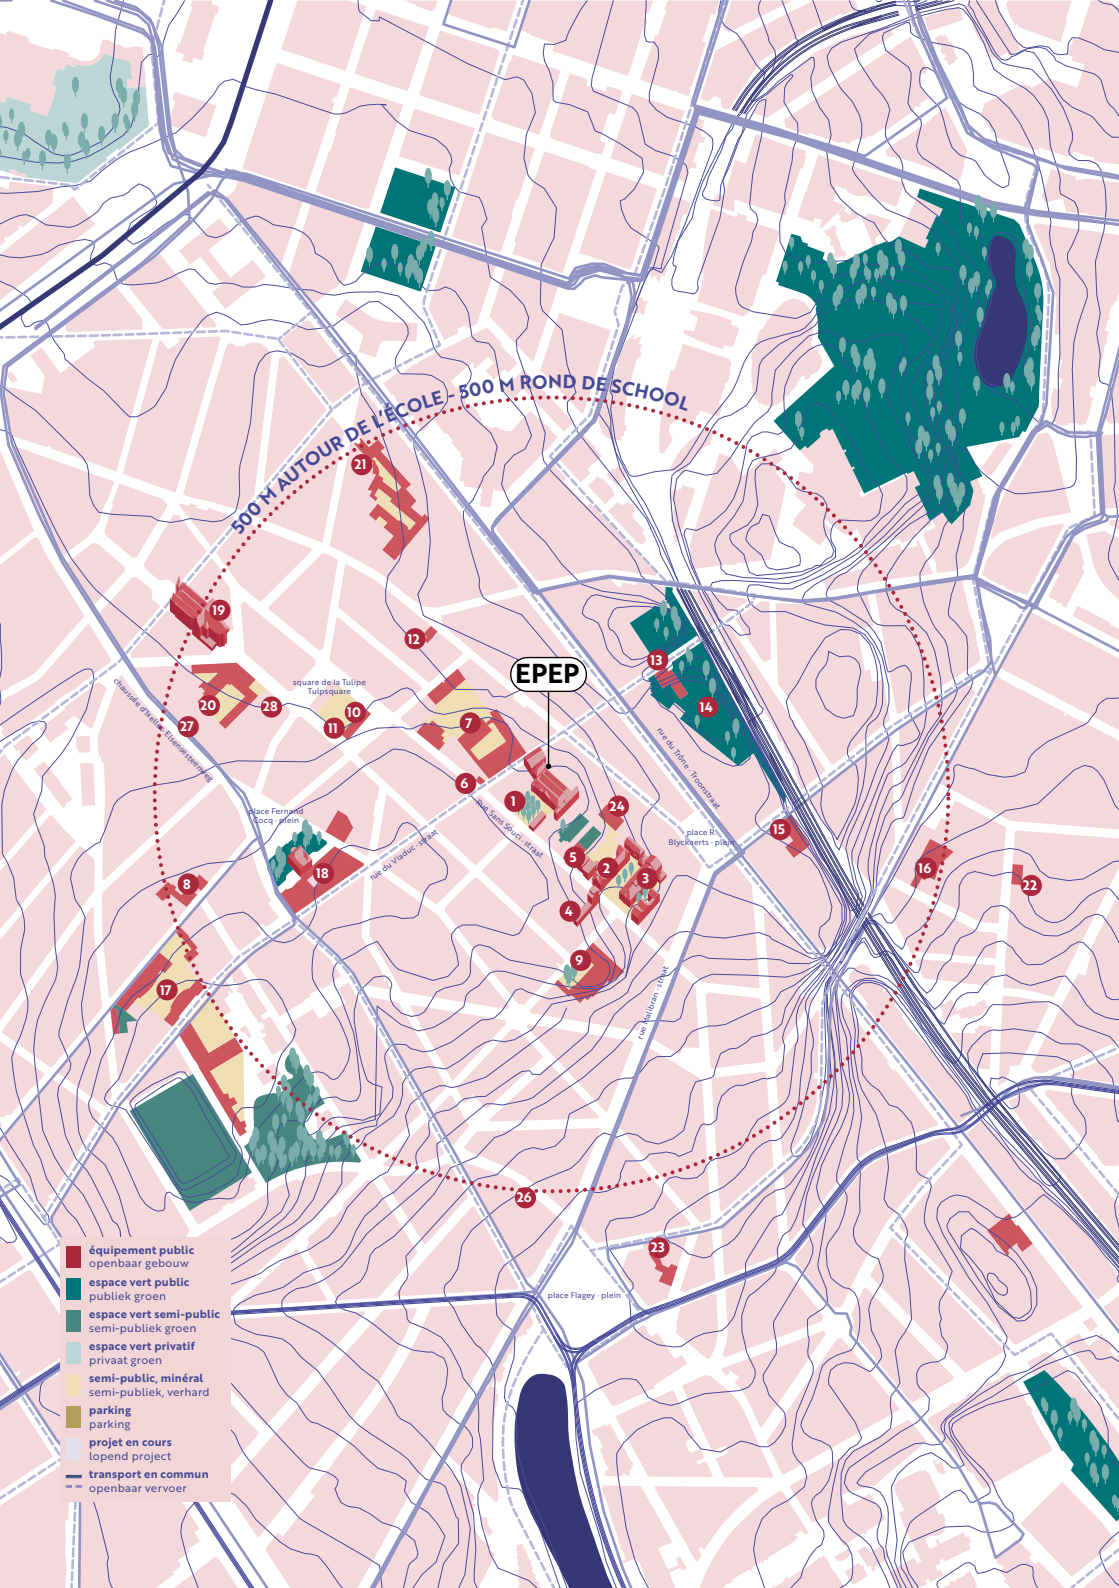 500 M AUTOUR DE L'ÉCOLE - 500 M ROND DE SCHOOL
21
19
12
EPEP
13
square de la Tulipe
Tulpsquare
20
28
10
14
27
11
7
chaussée d'Ixelles · Elsensesteenweg
rue du Trône · Troonstraat
6
1
24
place Fernand
Cocq · plein
Rue Sans Souci · straat
place R.
Blyckaerts · plein
15
rue du Viaduc · straat
5
2
16
8
18
3
22
4
9
17
rue Malibran · straat
26
23
place Flagey · plein
équipement public
openbaar gebouw
espace vert public
publiek groen
espace vert semi-public
semi-publiek groen
espace vert privatif
privaat groen
semi-public, minéral
semi-publiek, verhard
parking
parking
projet en cours
lopend project
transport en commun
openbaar vervoer